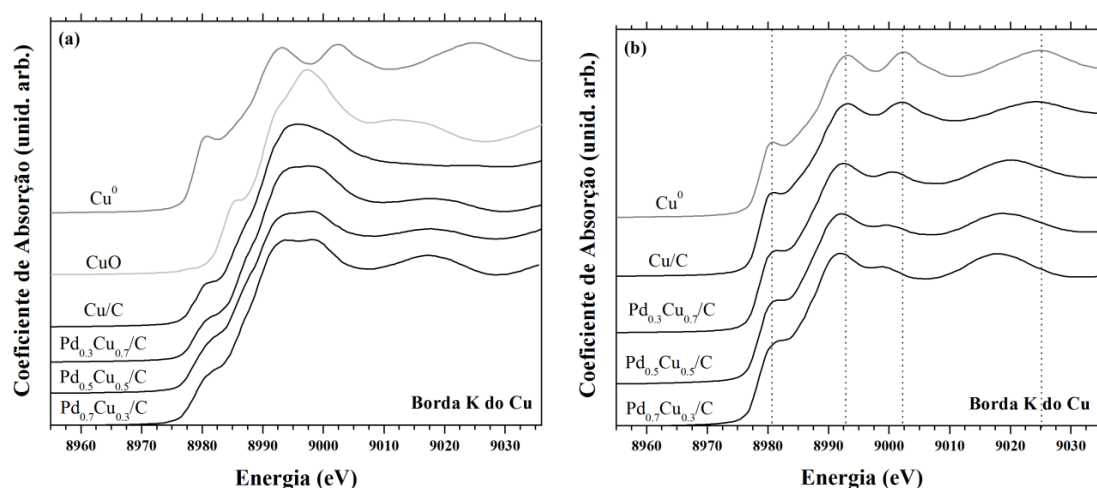 (a)
Coeficiente de Absorção (unid. arb.)
Cu⁰
CuO
Cu/C
Pd₀.₃Cu₀.₇/C
Pd₀.₅Cu₀.₅/C
Pd₀.₇Cu₀.₃/C
Borda K do Cu
8960 8970 8980 8990 9000 9010 9020 9030
Energia (eV)
(b)
Coeficiente de Absorção (unid. arb.)
Cu⁰
Cu/C
Pd₀.₃Cu₀.₇/C
Pd₀.₅Cu₀.₅/C
Pd₀.₇Cu₀.₃/C
Borda K do Cu
8960 8970 8980 8990 9000 9010 9020 9030
Energia (eV)